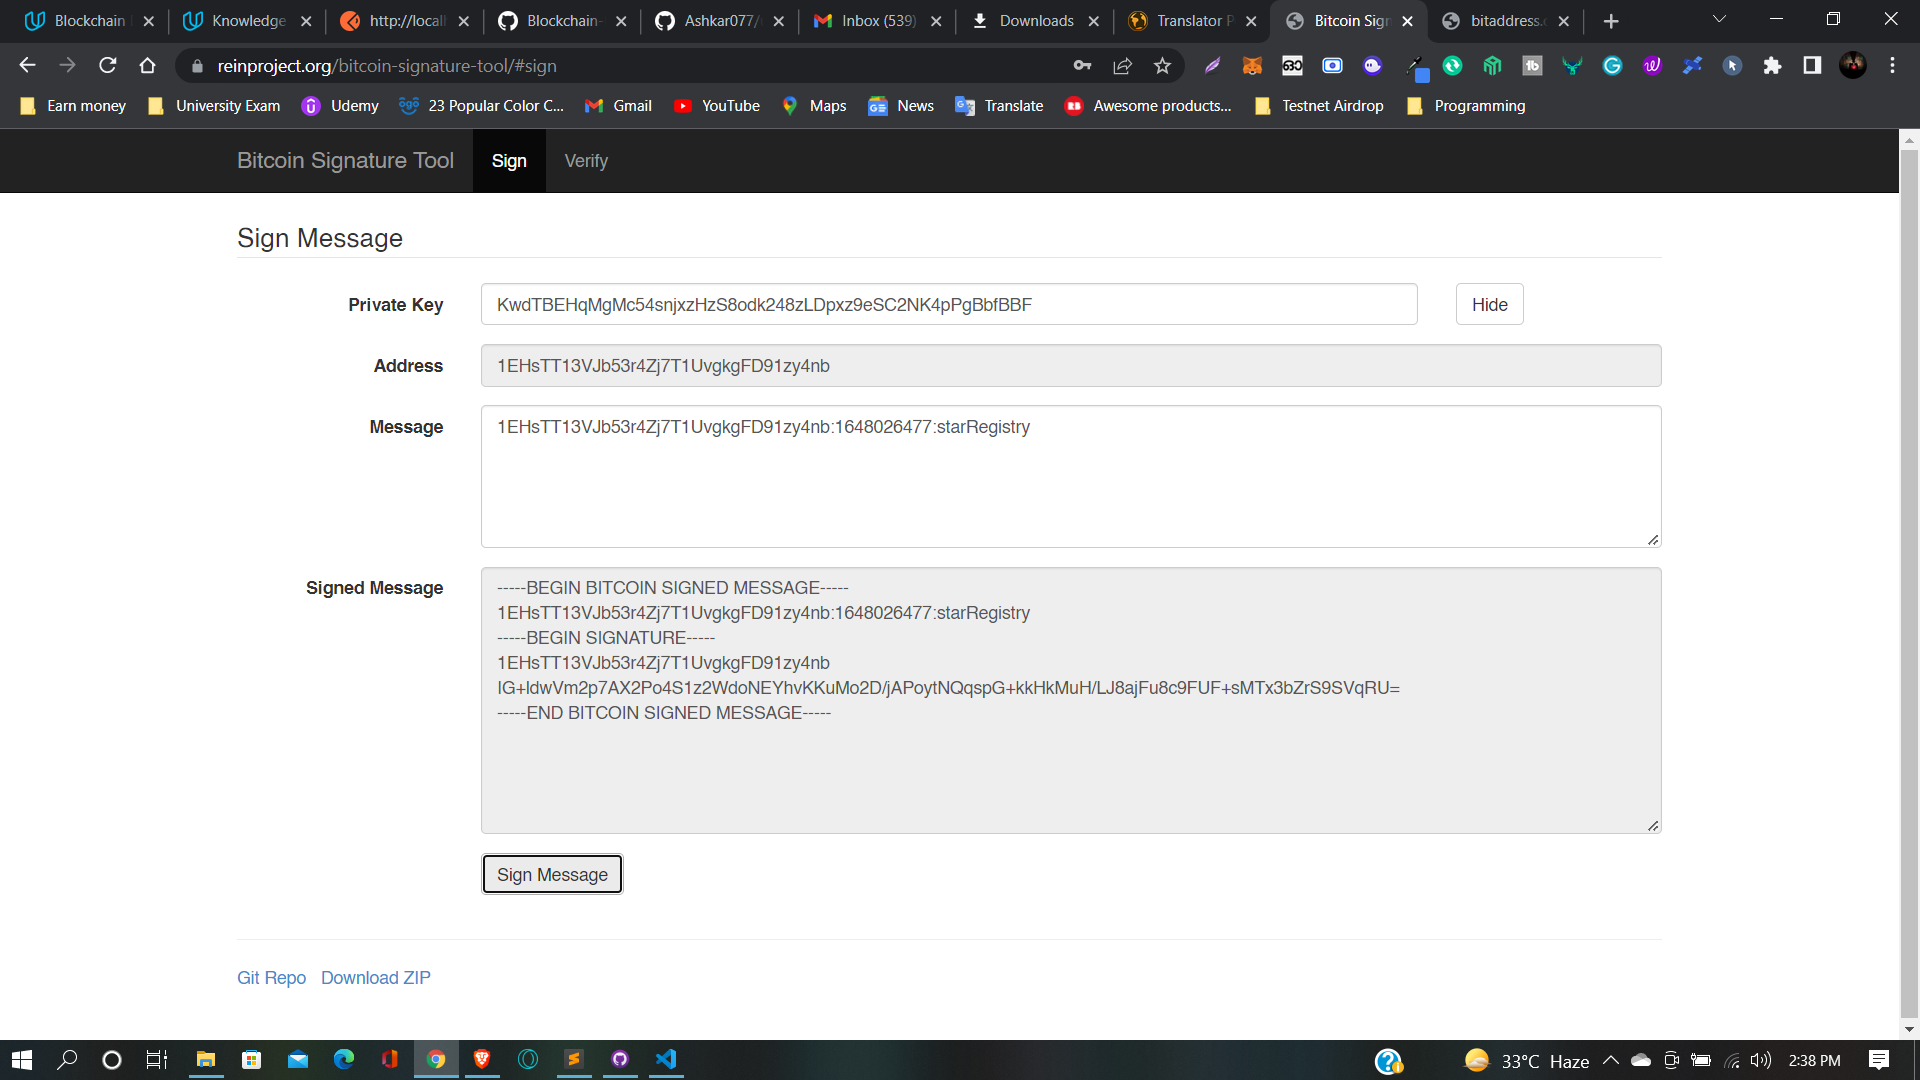 Blockchain
Knowledge
http://locall
Blockchain-
Ashkar077/
Inbox (539)
Downloads
Translator P
Bitcoin Sign
bitaddress.o
reinproject.org/bitcoin-signature-tool/#sign
Earn money
University Exam
Udemy
23 Popular Color C...
Gmail
YouTube
Maps
News
Translate
Awesome products...
Testnet Airdrop
Programming
Bitcoin Signature Tool
Sign
Verify
Sign Message
Private Key
KwdTBEHqMgMc54snjxzHzS8odk248zLDpxz9eSC2NK4pPgBbfBBF
Hide
Address
1EHsTT13VJb53r4Zj7T1UvgkgFD91zy4nb
Message
1EHsTT13VJb53r4Zj7T1UvgkgFD91zy4nb:1648026477:starRegistry
Signed Message
-----BEGIN BITCOIN SIGNED MESSAGE-----
1EHsTT13VJb53r4Zj7T1UvgkgFD91zy4nb:1648026477:starRegistry
-----BEGIN SIGNATURE-----
1EHsTT13VJb53r4Zj7T1UvgkgFD91zy4nb
IG+ldwVm2p7AX2Po4S1z2WdoNEYhvKKuMo2D/jAPoytNQqspG+kkHkMuH/LJ8ajFu8c9FUF+sMTx3bZrS9SVqRU=
-----END BITCOIN SIGNED MESSAGE-----
Sign Message
Git Repo
Download ZIP
33°C Haze
2:38 PM